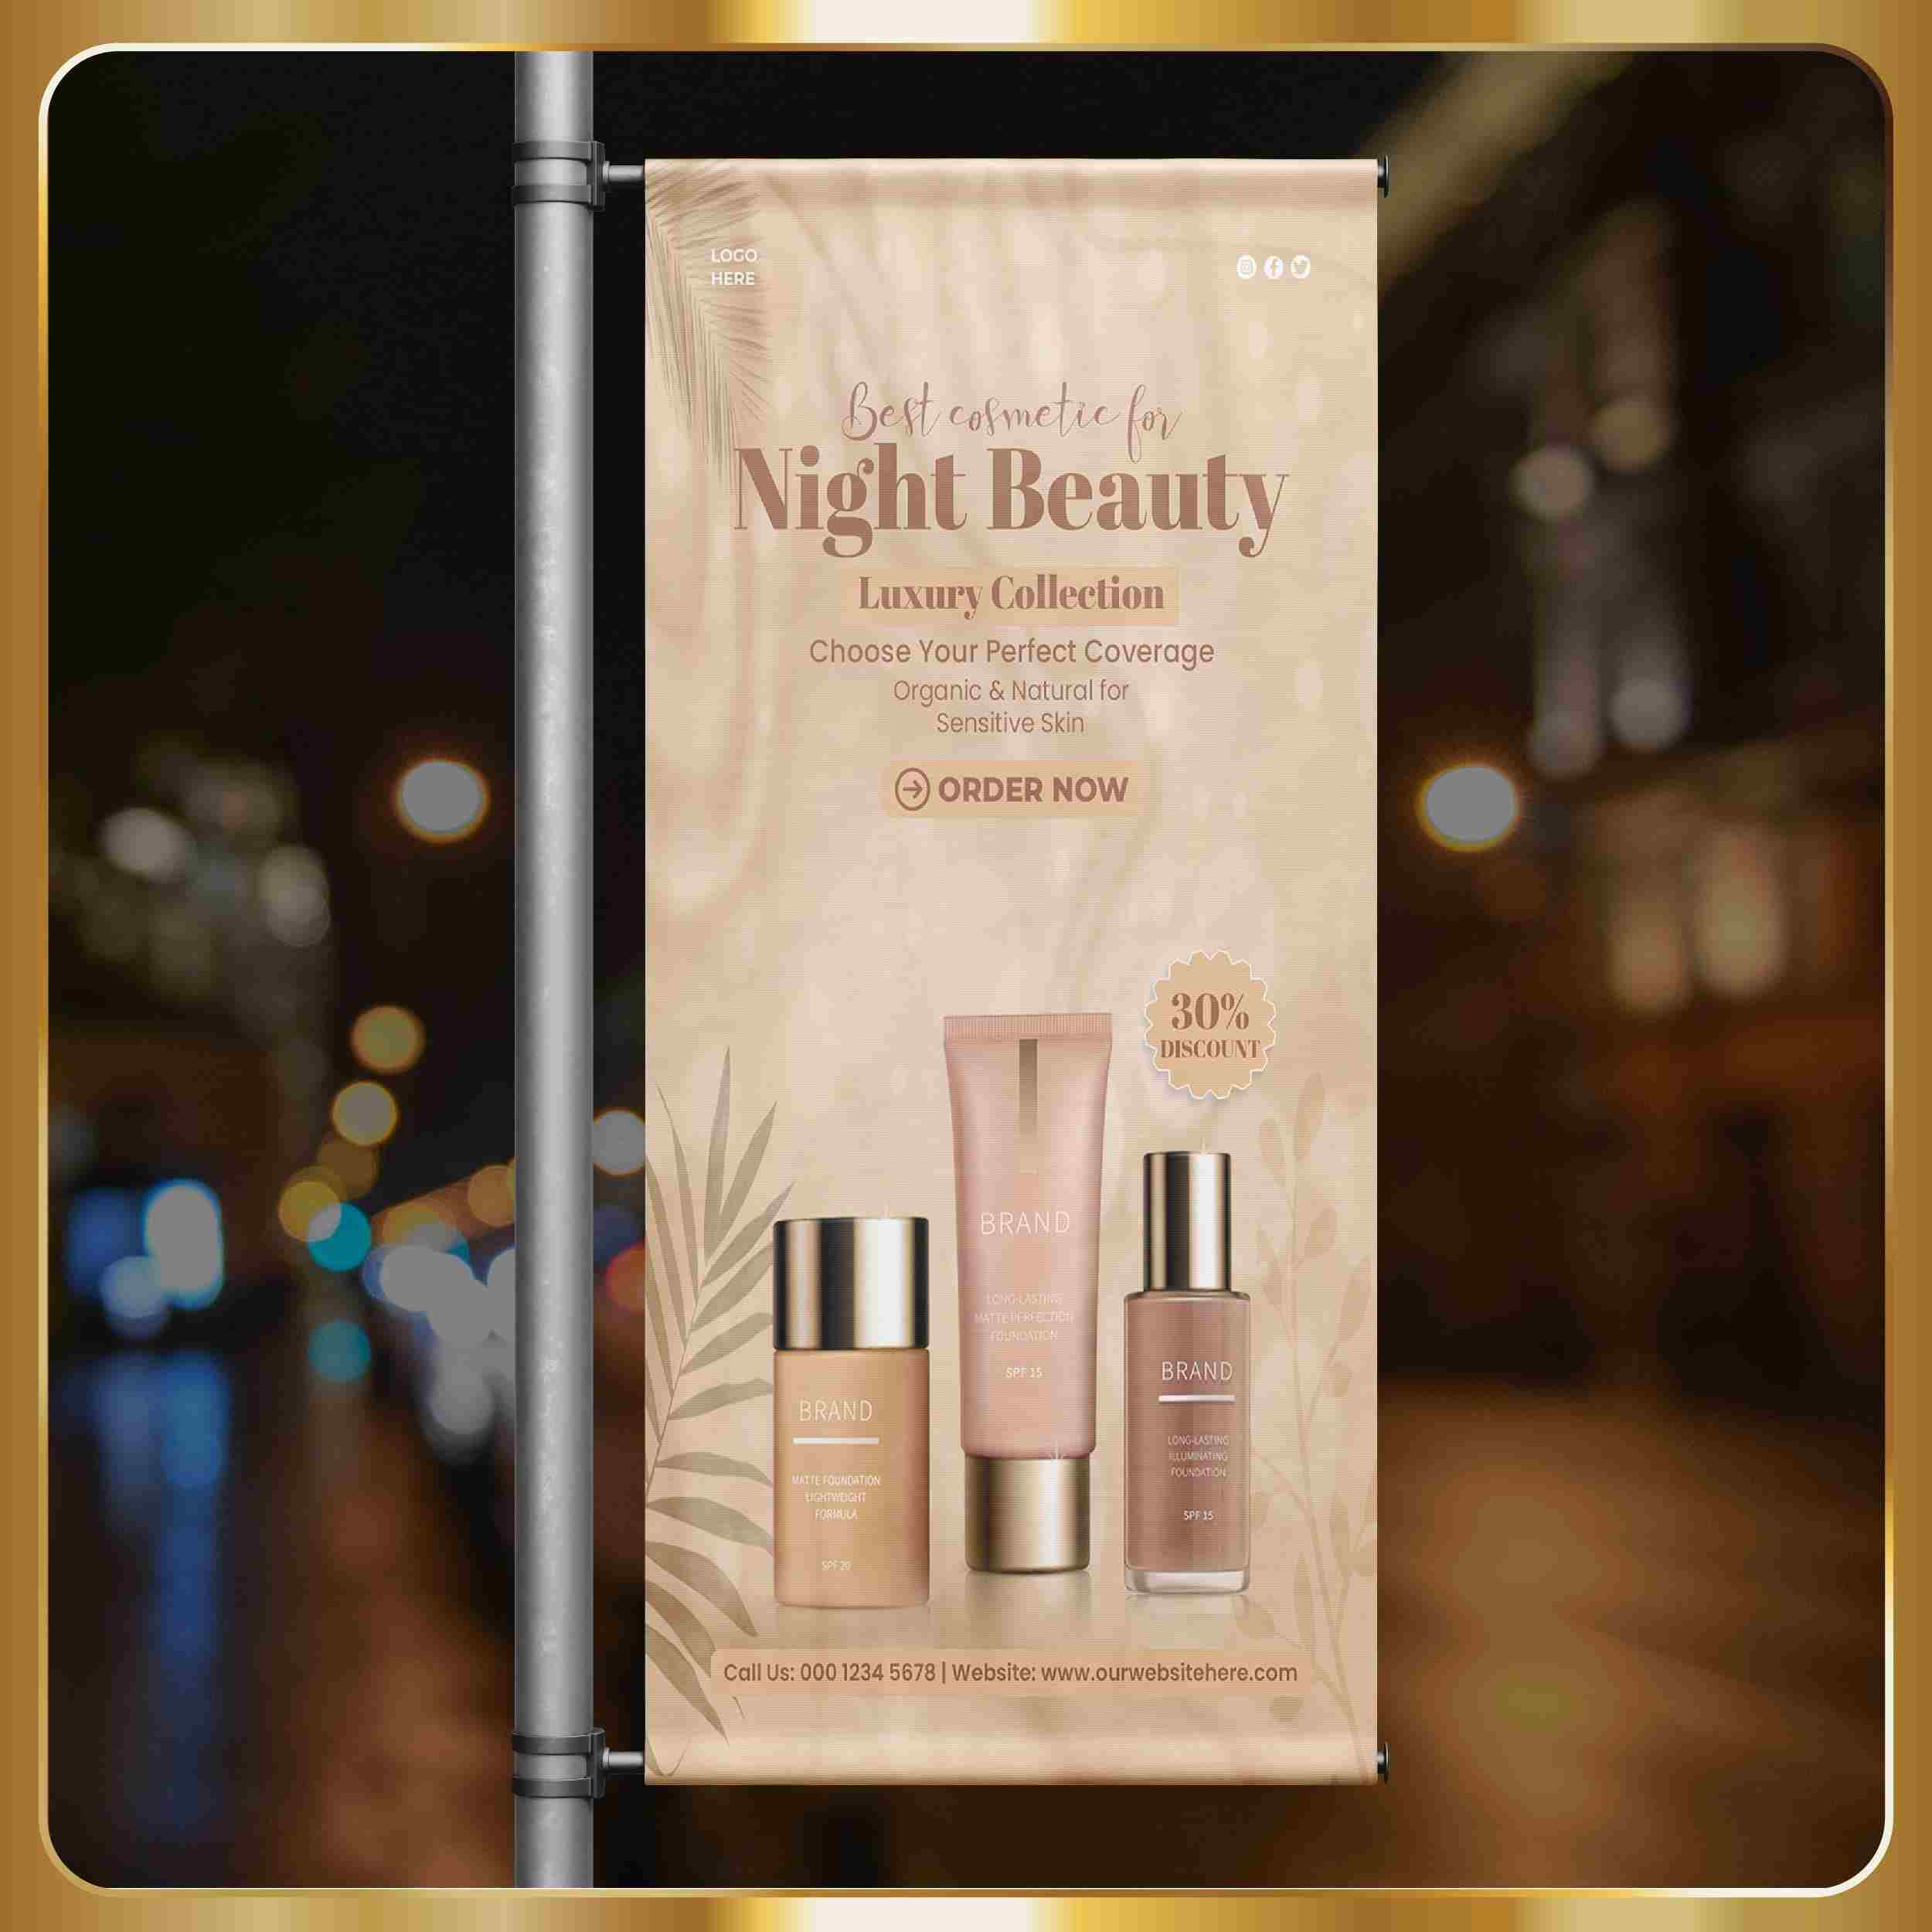 LOGO
HERE
Best cosmetic for
Night Beauty
Luxury Collection
Choose Your Perfect Coverage
Organic & Natural for
Sensitive Skin
ORDER NOW
30%
DISCOUNT
BRAND
LONG-LASTING
MATTE PERFECTION
FOUNDATION
SPF 15
BRAND
MATTE FOUNDATION
LIGHTWEIGHT
FORMULA
SPF 20
BRAND
LONG-LASTING
ILLUMINATING
FOUNDATION
SPF 15
Call Us: 000 1234 5678 | Website: www.ourwebsitehere.com